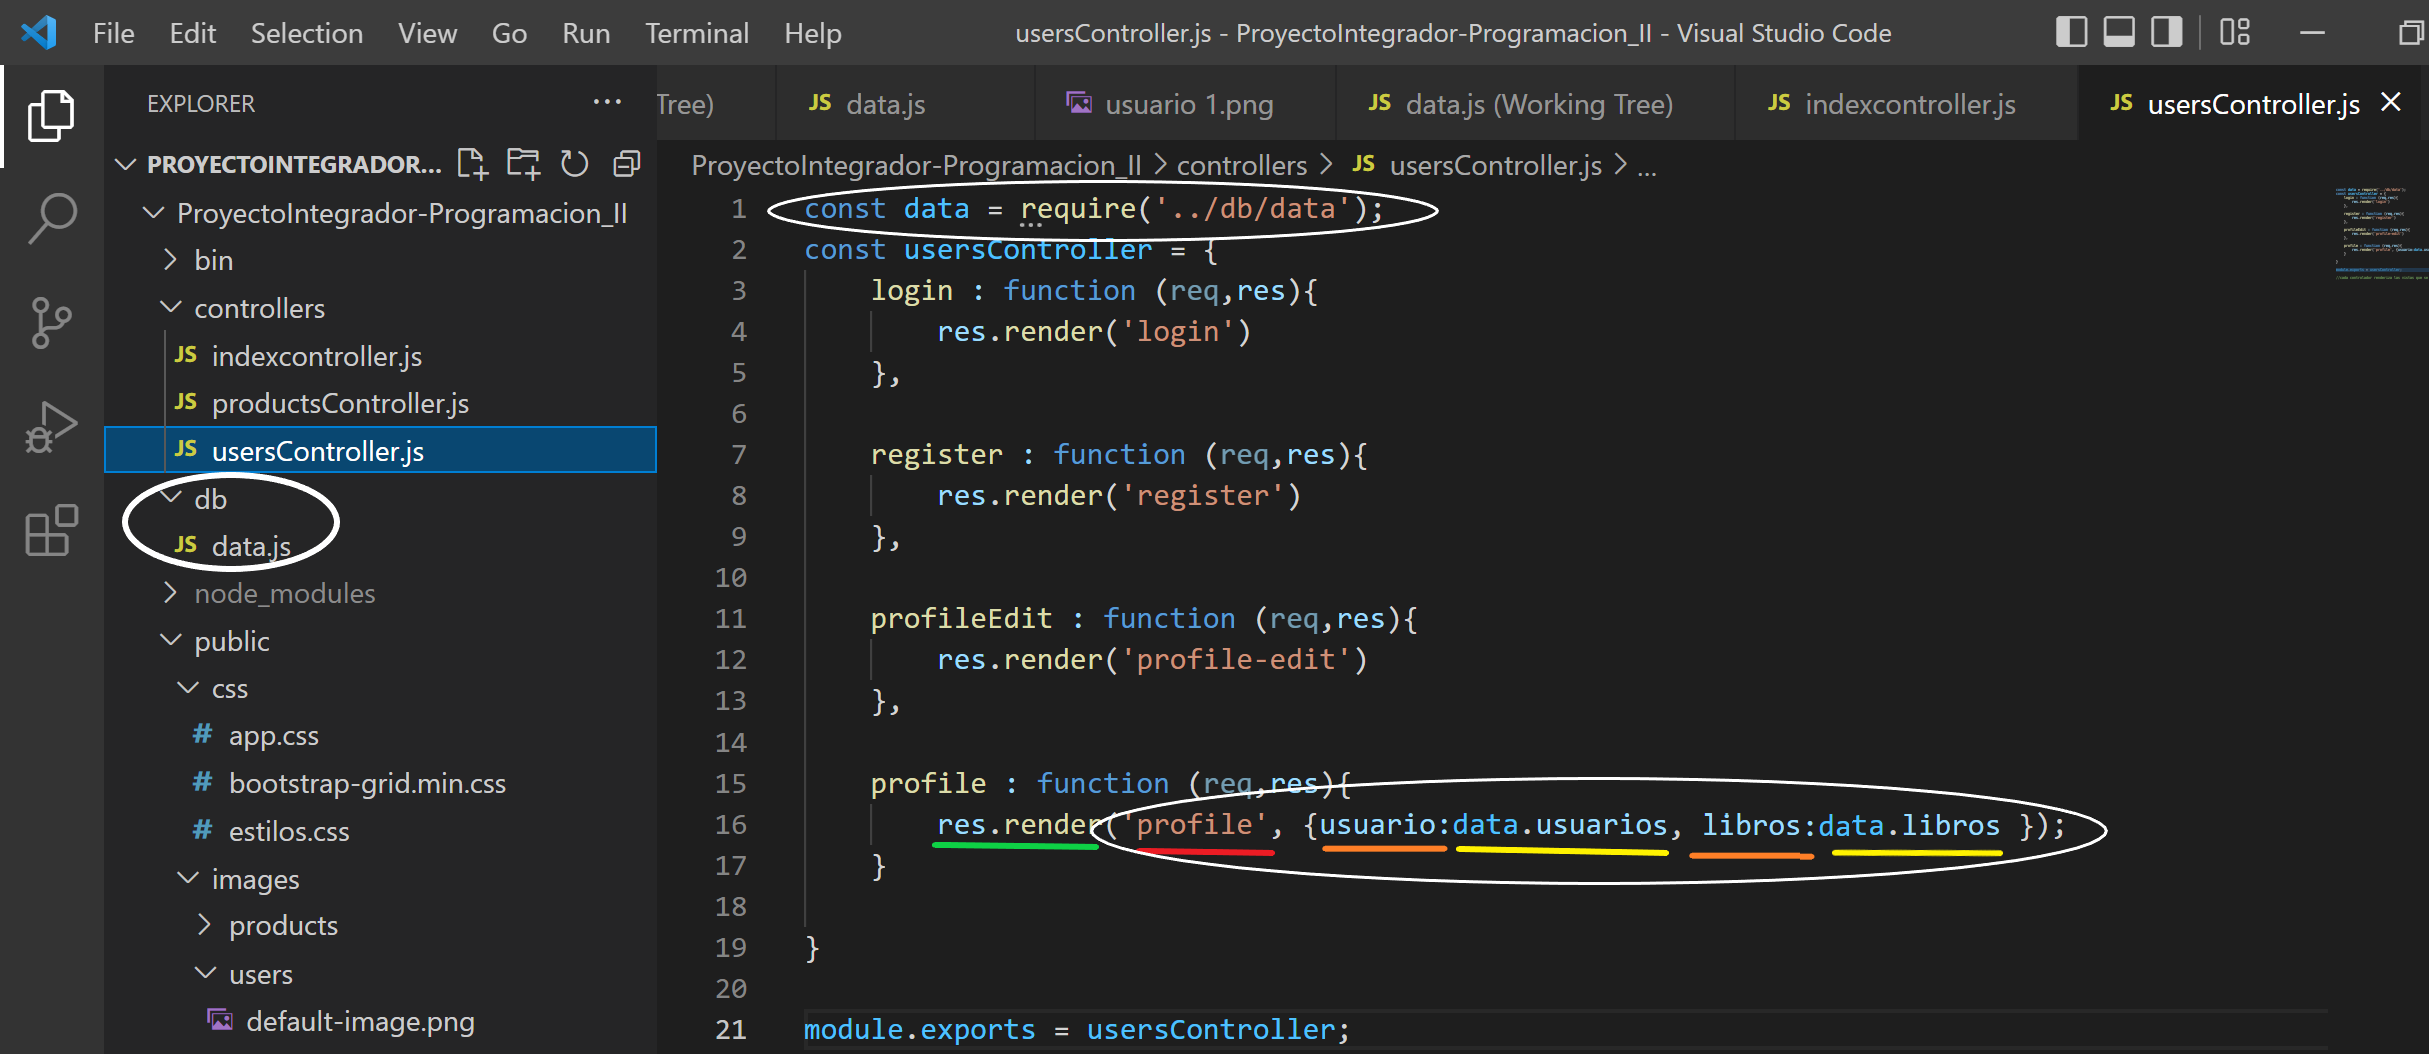 File Edit Selection View Go Run Terminal Help
usersController.js - ProyectoIntegrador-Programacion_II - Visual Studio Code
EXPLORER
PROYECTOINTEGRADOR...
ProyectoIntegrador-Programacion_II
bin
controllers
JS indexcontroller.js
JS productsController.js
JS usersController.js
db
JS data.js
node_modules
public
css
# app.css
# bootstrap-grid.min.css
# estilos.css
images
products
users
default-image.png
Tree) JS data.js usuario 1.png JS data.js (Working Tree) JS indexcontroller.js JS usersController.js
ProyectoIntegrador-Programacion_II > controllers > JS usersController.js > ...
1 const data = require('../db/data');
2 const usersController = {
3 login : function (req,res){
4 res.render('login')
5 },
6
7 register : function (req,res){
8 res.render('register')
9 },
10
11 profileEdit : function (req,res){
12 res.render('profile-edit')
13 },
14
15 profile : function (req,res){
16 res.render('profile', {usuario:data.usuarios, libros:data.libros });
17 }
18
19 }
20
21 module.exports = usersController;